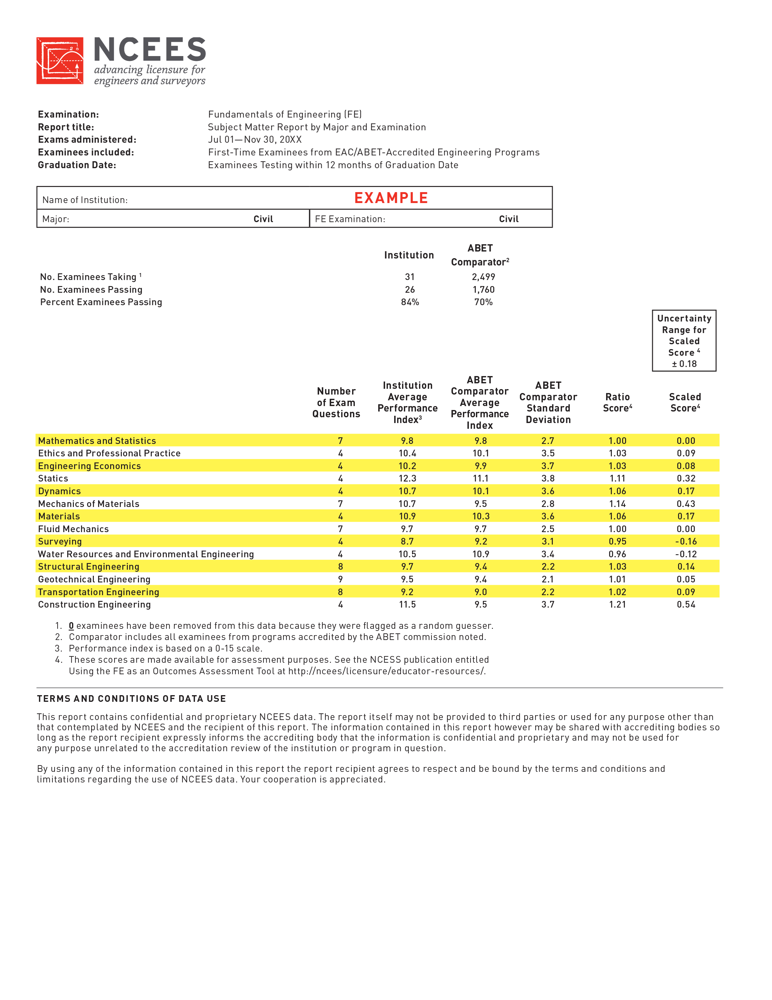 NCEES
advancing licensure for
engineers and surveyors
Examination: Fundamentals of Engineering (FE)
Report title: Subject Matter Report by Major and Examination
Exams administered: Jul 01—Nov 30, 20XX
Examinees included: First-Time Examinees from EAC/ABET-Accredited Engineering Programs
Graduation Date: Examinees Testing within 12 months of Graduation Date
Name of Institution: EXAMPLE
Major: Civil FE Examination: Civil
Institution ABET Comparator²
No. Examinees Taking ¹ 31 2,499
No. Examinees Passing 26 1,760
Percent Examinees Passing 84% 70%
Uncertainty
Range for
Scaled
Score ⁴
± 0.18
Number of Exam Questions Institution Average Performance Index³ ABET Comparator Average Performance Index ABET Comparator Standard Deviation Ratio Score⁴ Scaled Score⁴
Mathematics and Statistics 7 9.8 9.8 2.7 1.00 0.00
Ethics and Professional Practice 4 10.4 10.1 3.5 1.03 0.09
Engineering Economics 4 10.2 9.9 3.7 1.03 0.08
Statics 4 12.3 11.1 3.8 1.11 0.32
Dynamics 4 10.7 10.1 3.6 1.06 0.17
Mechanics of Materials 7 10.7 9.5 2.8 1.14 0.43
Materials 4 10.9 10.3 3.6 1.06 0.17
Fluid Mechanics 7 9.7 9.7 2.5 1.00 0.00
Surveying 4 8.7 9.2 3.1 0.95 -0.16
Water Resources and Environmental Engineering 4 10.5 10.9 3.4 0.96 -0.12
Structural Engineering 8 9.7 9.4 2.2 1.03 0.14
Geotechnical Engineering 9 9.5 9.4 2.1 1.01 0.05
Transportation Engineering 8 9.2 9.0 2.2 1.02 0.09
Construction Engineering 4 11.5 9.5 3.7 1.21 0.54
1. 0 examinees have been removed from this data because they were flagged as a random guesser.
2. Comparator includes all examinees from programs accredited by the ABET commission noted.
3. Performance index is based on a 0-15 scale.
4. These scores are made available for assessment purposes. See the NCESS publication entitled
Using the FE as an Outcomes Assessment Tool at http://ncees/licensure/educator-resources/.
TERMS AND CONDITIONS OF DATA USE
This report contains confidential and proprietary NCEES data. The report itself may not be provided to third parties or used for any purpose other than
that contemplated by NCEES and the recipient of this report. The information contained in this report however may be shared with accrediting bodies so
long as the report recipient expressly informs the accrediting body that the information is confidential and proprietary and may not be used for
any purpose unrelated to the accreditation review of the institution or program in question.
By using any of the information contained in this report the report recipient agrees to respect and be bound by the terms and conditions and
limitations regarding the use of NCEES data. Your cooperation is appreciated.